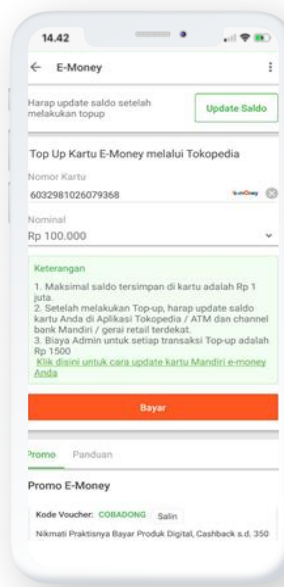 14.42
E-Money
Harap update saldo setelah
melakukan topup
Update Saldo
Top Up Kartu E-Money melalui Tokopedia
Nomor Kartu
6032981026079368
e-money
Nominal
Rp 100.000
Keterangan
1. Maksimal saldo tersimpan di kartu adalah Rp 1
juta.
2. Setelah melakukan Top-up, harap update saldo
kartu Anda di Aplikasi Tokopedia / ATM dan channel
bank Mandiri / gerai retail terdekat.
3. Biaya Admin untuk setiap transaksi Top-up adalah
Rp 1500
Klik disini untuk cara update kartu Mandiri e-money
Anda
Bayar
Promo Panduan
Promo E-Money
Kode Voucher: COBADONG Salin
Nikmati Praktisnya Bayar Produk Digital, Cashback s.d. 350